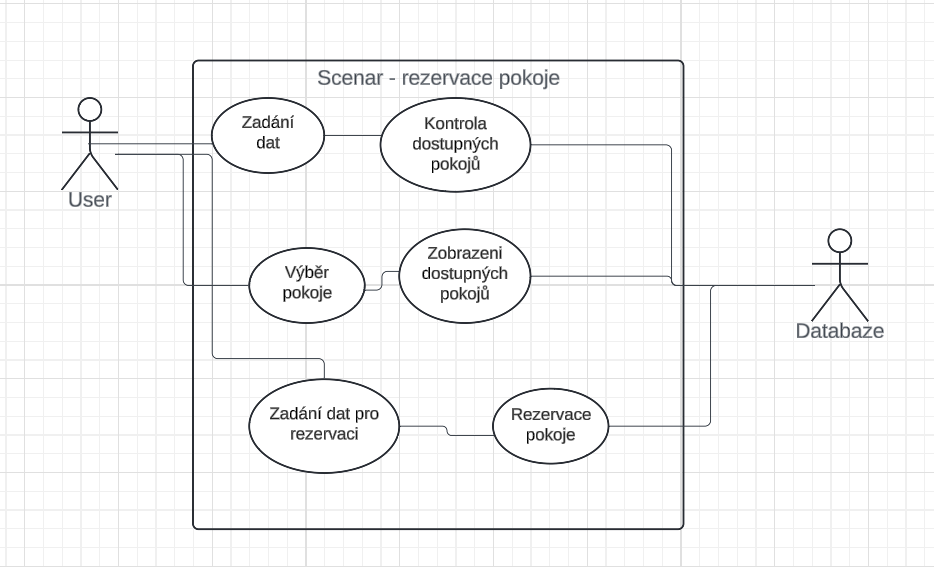 Scenar - rezervace pokoje
Zadání
dat
Kontrola
dostupných
pokojů
User
Výběr
pokoje
Zobrazeni
dostupných
pokojů
Databaze
Zadání dat pro
rezervaci
Rezervace
pokoje